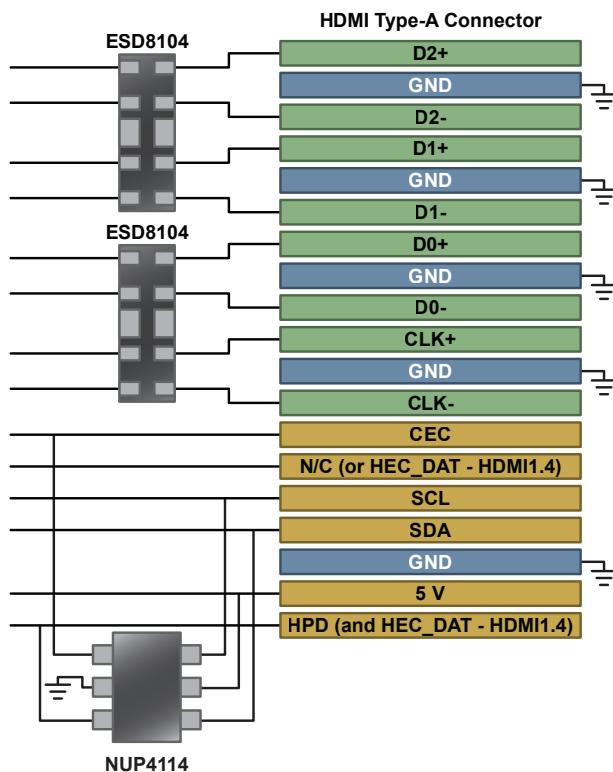 HDMI Type-A Connector
ESD8104
D2+
GND
D2-
D1+
GND
D1-
ESD8104
D0+
GND
D0-
CLK+
GND
CLK-
CEC
N/C (or HEC_DAT - HDMI1.4)
SCL
SDA
GND
5 V
HPD (and HEC_DAT - HDMI1.4)
NUP4114